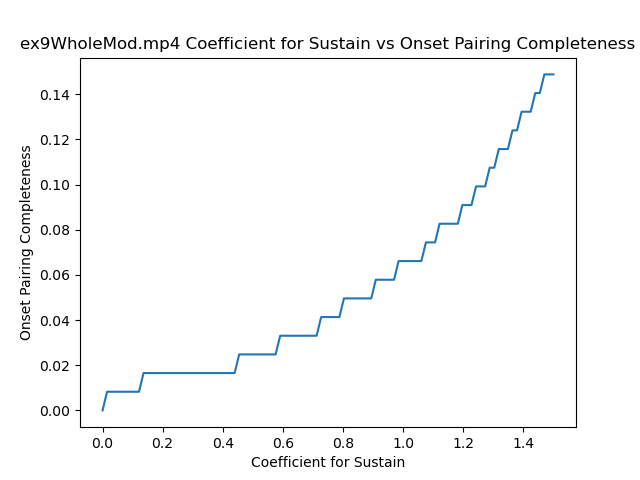 ex9WholeMod.mp4 Coefficient for Sustain vs Onset Pairing Completeness
Onset Pairing Completeness
0.14
0.12
0.10
0.08
0.06
0.04
0.02
0.00
0.0 0.2 0.4 0.6 0.8 1.0 1.2 1.4
Coefficient for Sustain